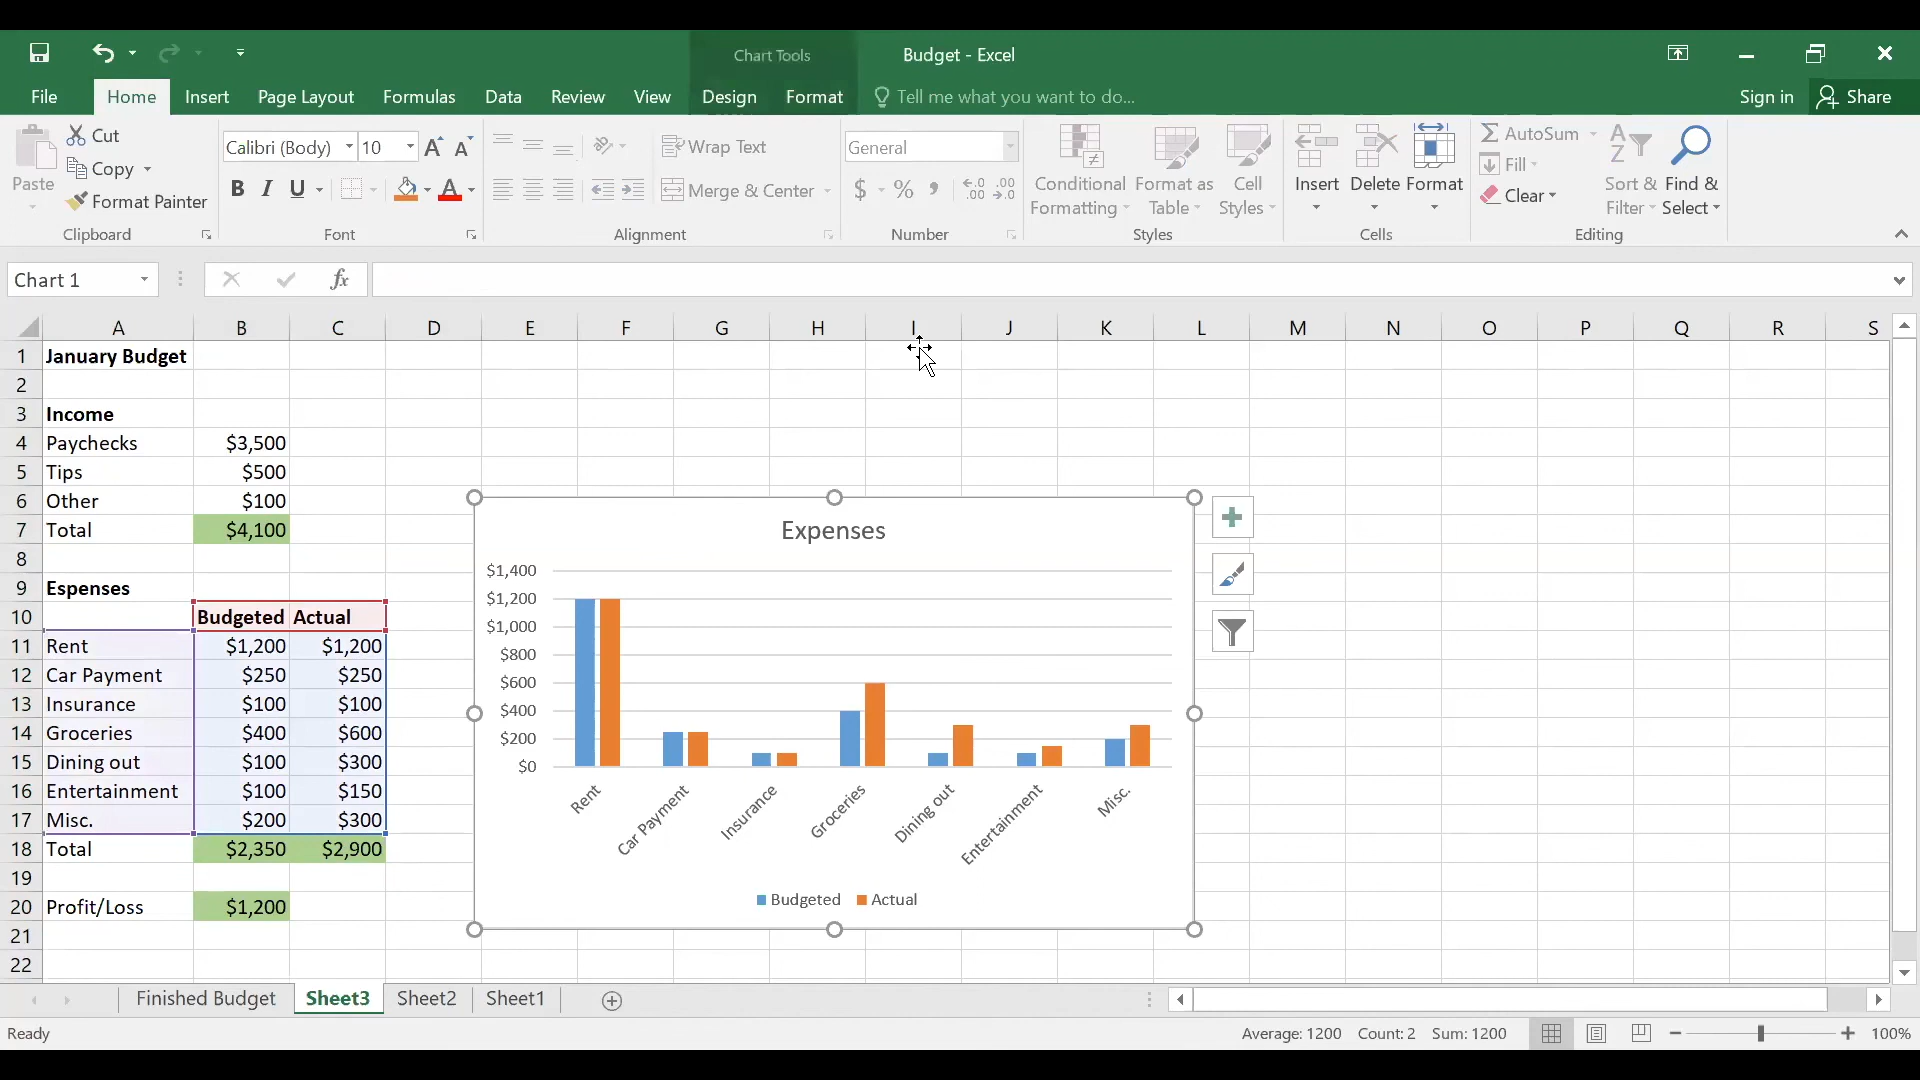 Chart Tools
Budget - Excel
File Home Insert Page Layout Formulas Data Review View Design Format Tell me what you want to do... Sign in Share
Paste
Cut
Copy
Format Painter
Clipboard
Calibri (Body) 10
B I U A
Font
Wrap Text
Merge & Center
Alignment
General
$ % , .0 .00 .00 .0
Number
Conditional Formatting
Format as Table
Cell Styles
Styles
Insert Delete Format
Cells
AutoSum
Fill
Clear
Sort & Filter
Find & Select
Editing
Chart 1 fx
A B C D E F G H I J K L M N O P Q R S
1 January Budget
2
3 Income
4 Paychecks $3,500
5 Tips $500
6 Other $100
7 Total $4,100
8
9 Expenses
10 Budgeted Actual
11 Rent $1,200 $1,200
12 Car Payment $250 $250
13 Insurance $100 $100
14 Groceries $400 $600
15 Dining out $100 $300
16 Entertainment $100 $150
17 Misc. $200 $300
18 Total $2,350 $2,900
19
20 Profit/Loss $1,200
21
22
Expenses
$1,400
$1,200
$1,000
$800
$600
$400
$200
$0
Rent Car Payment Insurance Groceries Dining out Entertainment Misc.
Budgeted Actual
Finished Budget Sheet3 Sheet2 Sheet1
Ready Average: 1200 Count: 2 Sum: 1200 100%